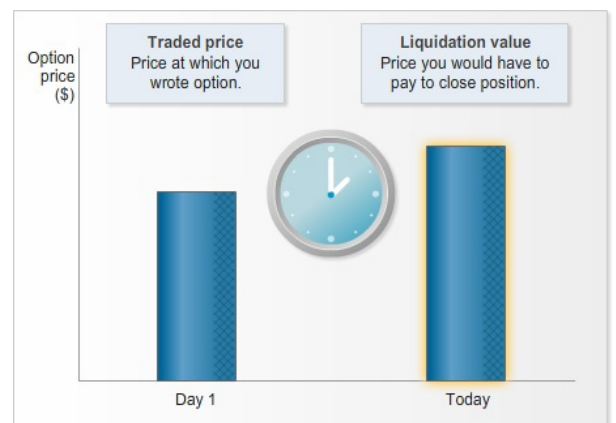 Option
price
($)
Traded price
Price at which you
wrote option.
Liquidation value
Price you would have to
pay to close position.
Day 1
Today